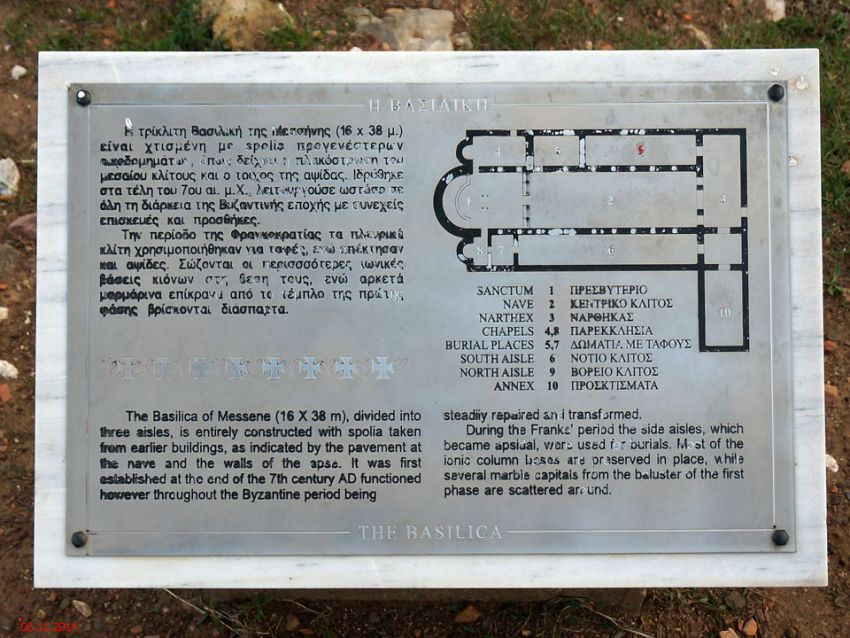 Η ΒΑΣΙΛΙΚΗ
Η τρίκλιτη Βασιλική της Μεσσήνης (16 x 38 μ.)
είναι χτισμένη με spolia προγενέστερων
οικοδομημάτων, όπως δείχνει η πλακόστρωση του
μεσαίου κλίτους και ο τοίχος της αψίδας. Ιδρύθηκε
στα τέλη του 7ου αι. μ.Χ., λειτουργούσε ωστόσο σε
όλη τη διάρκεια της Βυζαντινής εποχής με συνεχείς
επισκευές και προσθήκες.
Την περίοδο της Φραγκοκρατίας τα πλευρικά
κλίτη χρησιμοποιήθηκαν για ταφές, ενώ απέκτησαν
και αψίδες. Σώζονται οι περισσσότερες ιωνικές
βάσεις κιόνων στη θέση τους, ενώ αρκετά
μαρμάρινα επίκρανα από το τέμπλο της πρώτης
φάσης βρίσκονται διάσπαρτα.
4 5 9
1 2 3
8 7 6
10
SANCTUM 1 ΠΡΕΣΒΥΤΕΡΙΟ
NAVE 2 ΚΕΝΤΡΙΚΟ ΚΛΙΤΟΣ
NARTHEX 3 ΝΑΡΘΗΚΑΣ
CHAPELS 4,8 ΠΑΡΕΚΚΛΗΣΙΑ
BURIAL PLACES 5,7 ΔΩΜΑΤΙΑ ΜΕ ΤΑΦΟΥΣ
SOUTH AISLE 6 ΝΟΤΙΟ ΚΛΙΤΟΣ
NORTH AISLE 9 ΒΟΡΕΙΟ ΚΛΙΤΟΣ
ANNEX 10 ΠΡΟΣΚΤΙΣΜΑΤΑ
The Basilica of Messene (16 X 38 m), divided into
three aisles, is entirely constructed with spolia taken
from earlier buildings, as indicated by the pavement at
the nave and the walls of the apse. It was first
established at the end of the 7th century AD functioned
however throughout the Byzantine period being
steadily repaired and transformed.
During the Franks' period the side aisles, which
became apsidal, were used for burials. Most of the
ionic column bases are preserved in place, while
several marble capitals from the baluster of the first
phase are scattered around.
THE BASILICA
06.11.2014